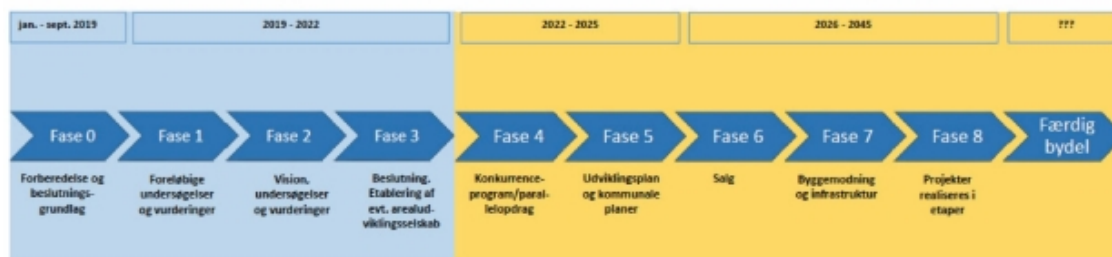 jan. - sept. 2019
2019 - 2022
2022 - 2025
2026 - 2045
???
Fase 0
Fase 1
Fase 2
Fase 3
Fase 4
Fase 5
Fase 6
Fase 7
Fase 8
Færdig
bydel
Forberedelse og
beslutnings-
grundlag
Foreløbige
undersøgelser
og vurderinger
Vision,
undersøgelser
og vurderinger
Beslutning.
Etablering af
evt. arealud-
viklingsselskab
Konkurrence-
program/paral-
lelopdrag
Udviklingsplan
og kommunale
planer
Salg
Byggemodning
og infrastruktur
Projekter
realiseres i
etaper